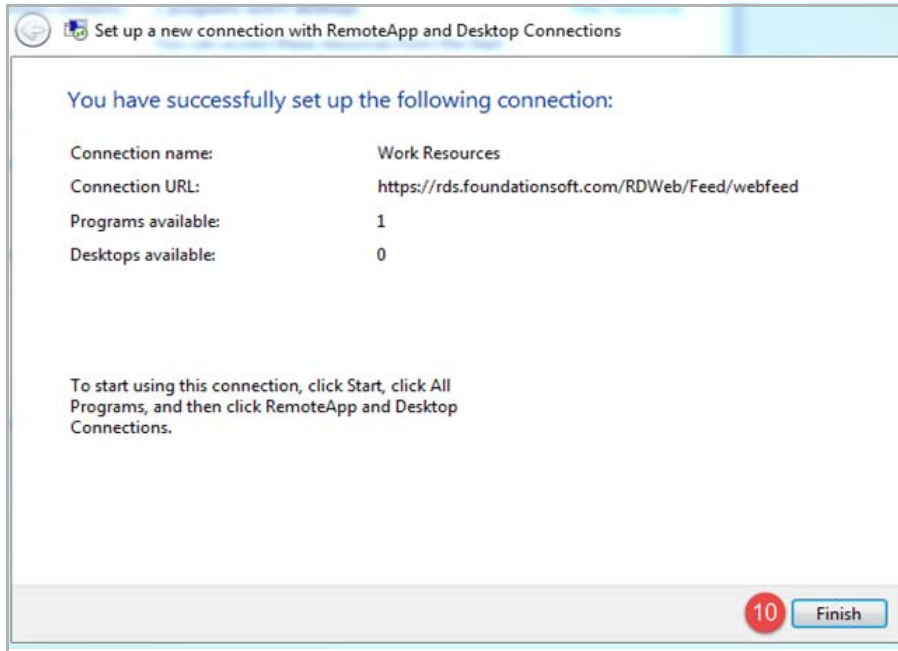 Set up a new connection with RemoteApp and Desktop Connections
You have successfully set up the following connection:
Connection name: Work Resources
Connection URL: https://rds.foundationsoft.com/RDWeb/Feed/webfeed
Programs available: 1
Desktops available: 0
To start using this connection, click Start, click All
Programs, and then click RemoteApp and Desktop
Connections.
10 Finish